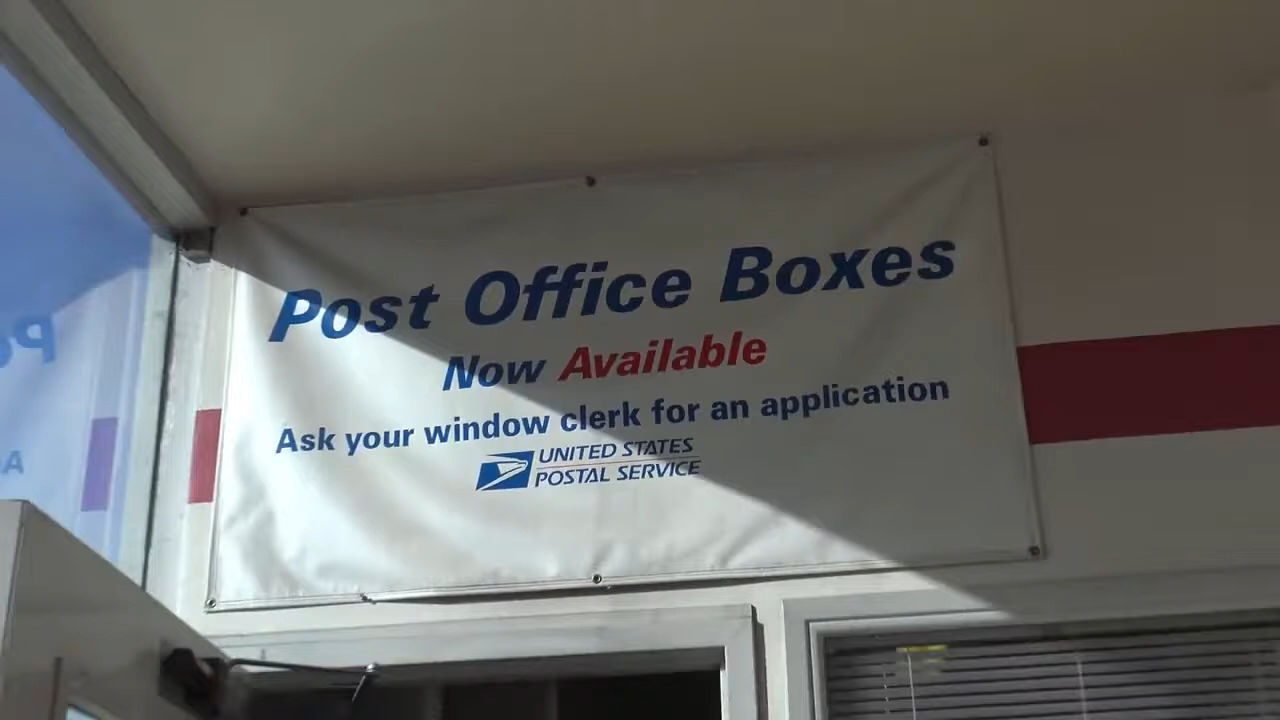 Post Office Boxes
Now Available
Ask your window clerk for an application
UNITED STATES
POSTAL SERVICE